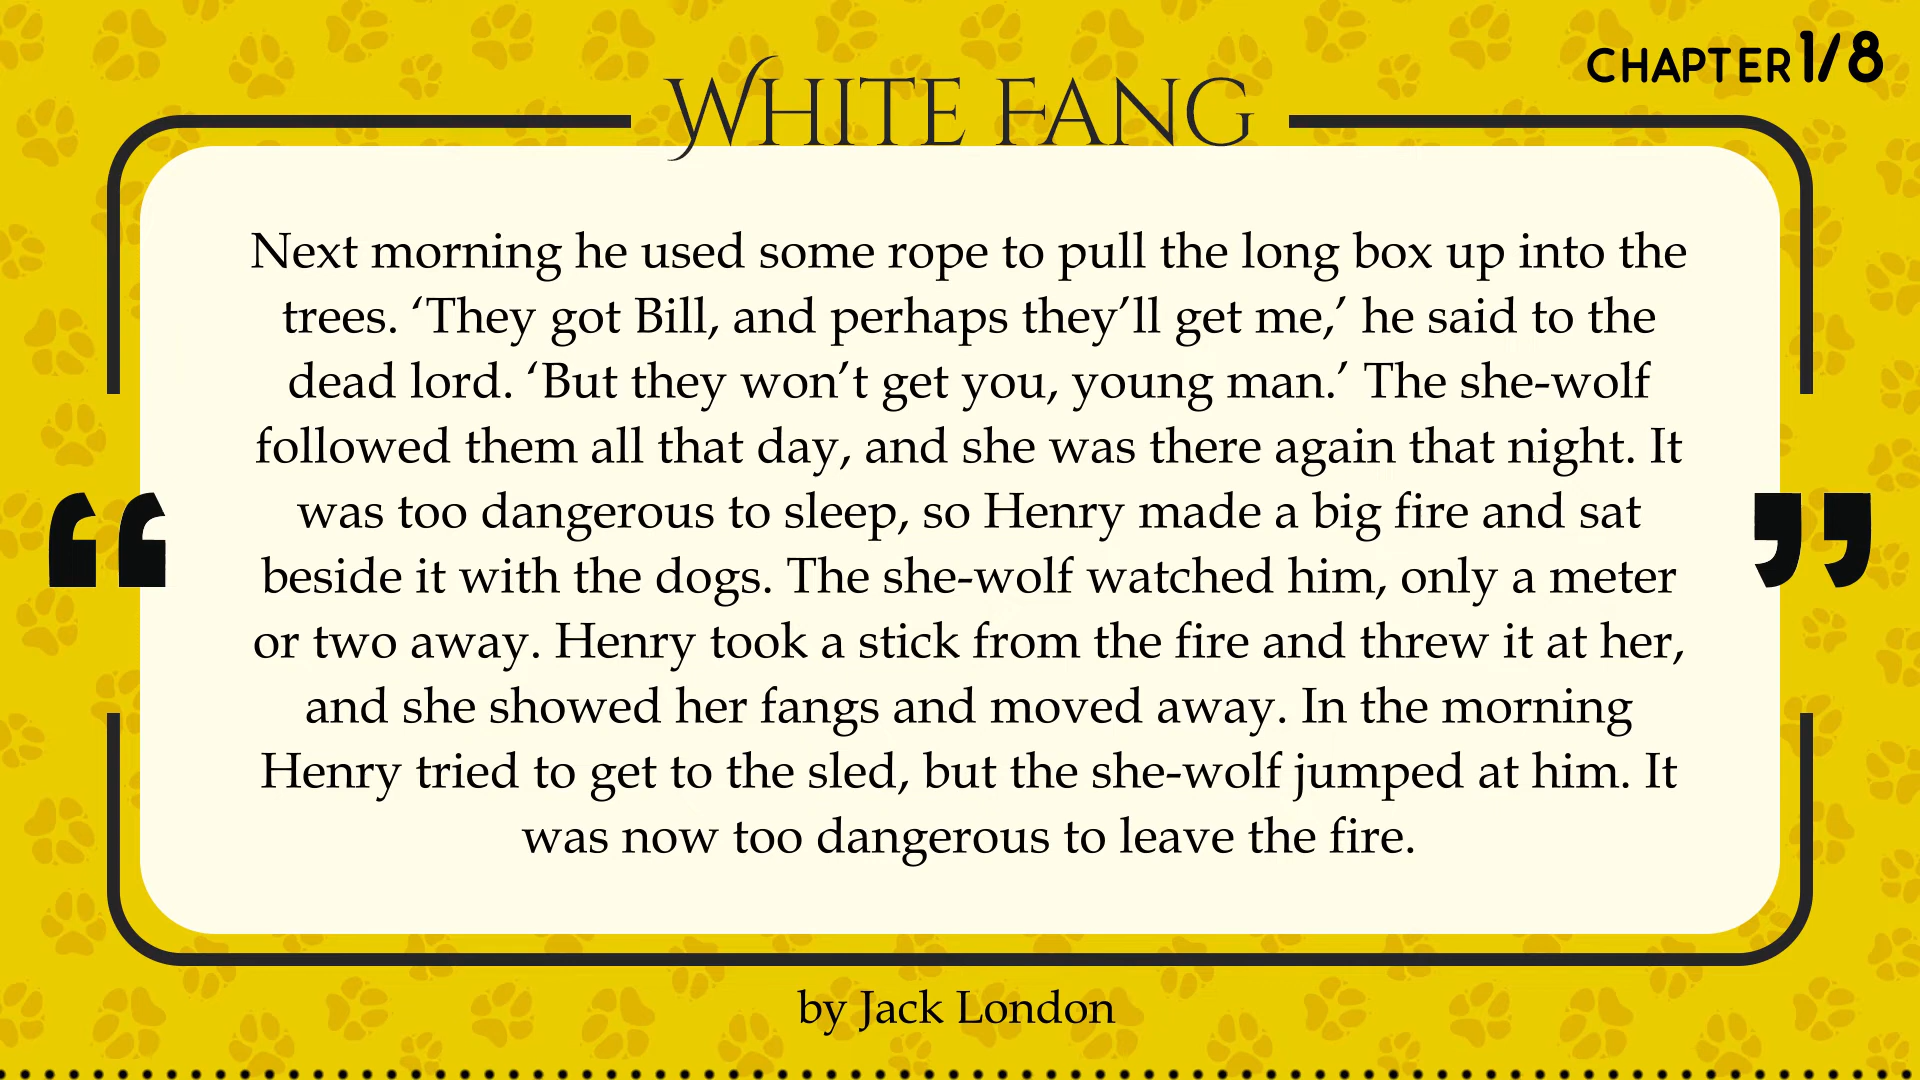 CHAPTER 1/8
WHITE FANG
Next morning he used some rope to pull the long box up into the
trees. ‘They got Bill, and perhaps they’ll get me,’ he said to the
dead lord. ‘But they won’t get you, young man.’ The she-wolf
followed them all that day, and she was there again that night. It
was too dangerous to sleep, so Henry made a big fire and sat
beside it with the dogs. The she-wolf watched him, only a meter
or two away. Henry took a stick from the fire and threw it at her,
and she showed her fangs and moved away. In the morning
Henry tried to get to the sled, but the she-wolf jumped at him. It
was now too dangerous to leave the fire.
by Jack London